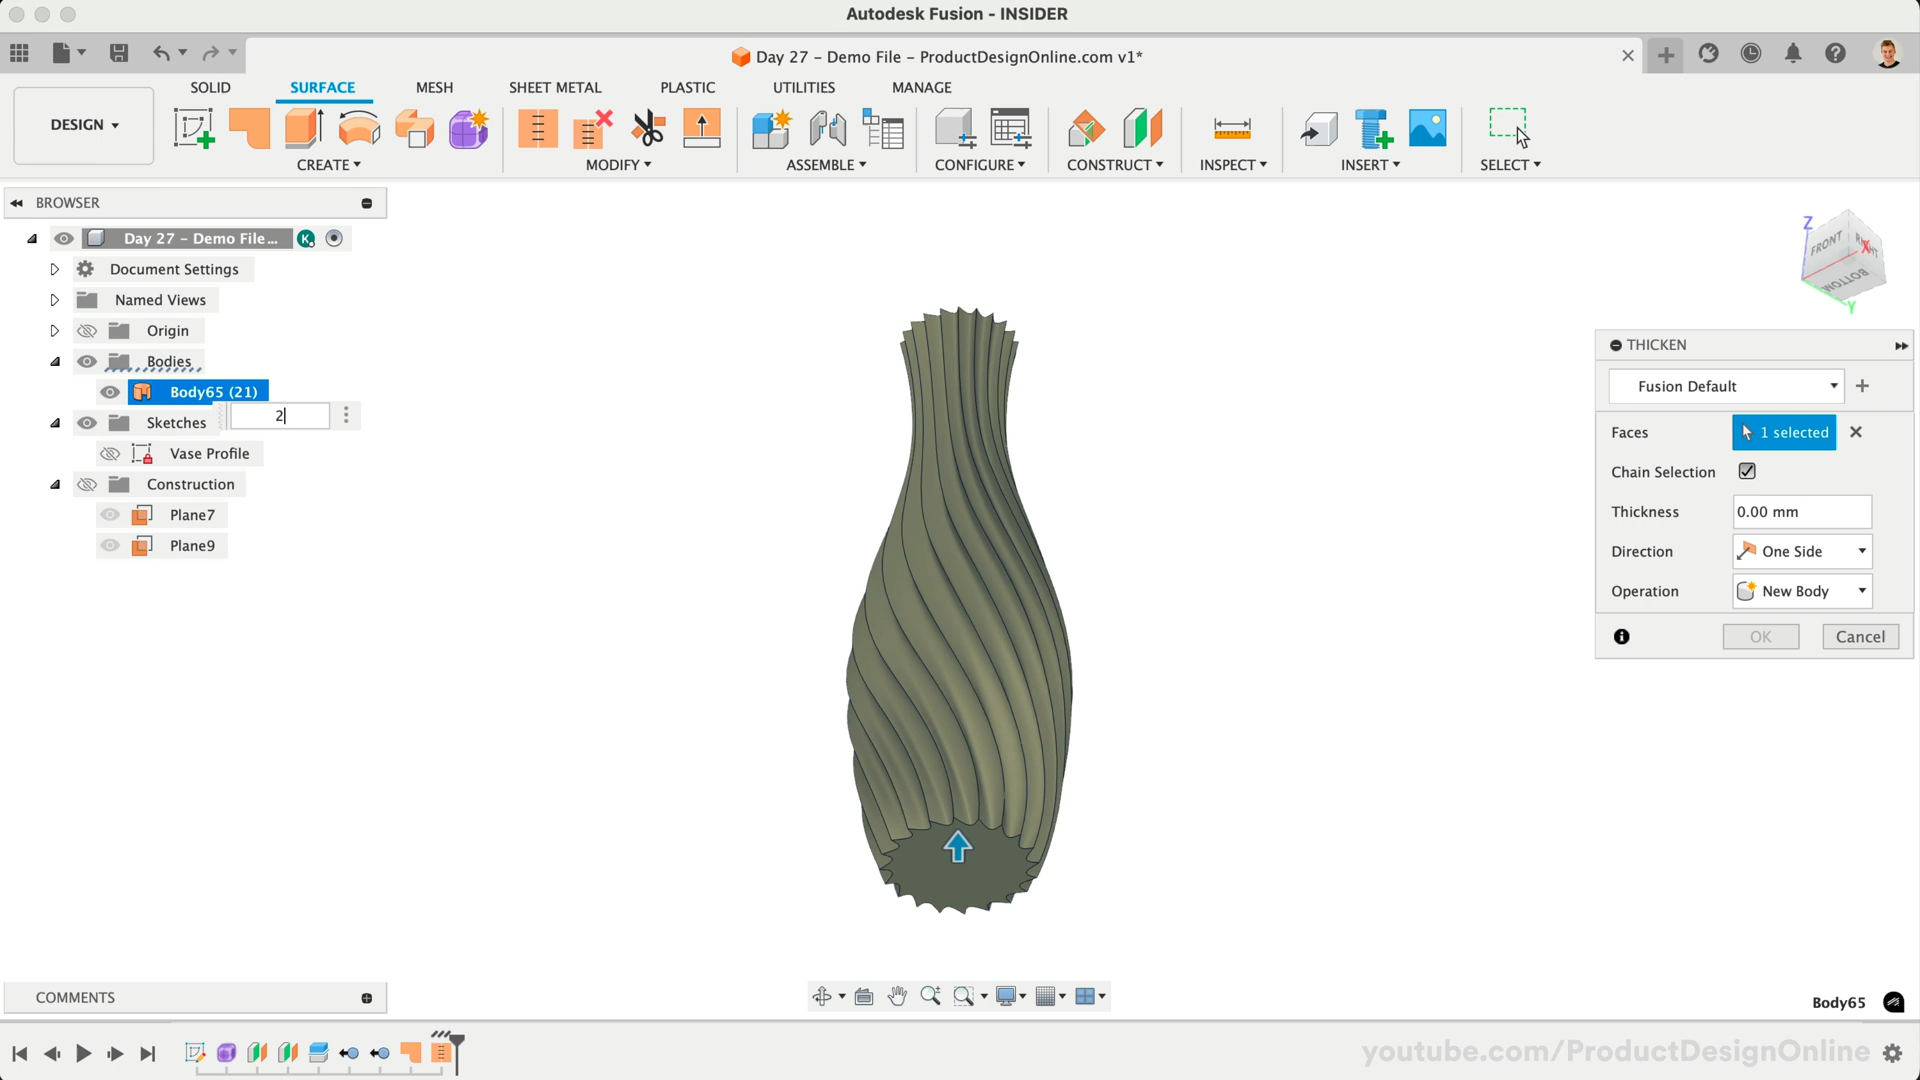 Autodesk Fusion - INSIDER
Day 27 - Demo File - ProductDesignOnline.com v1*
SOLID SURFACE MESH SHEET METAL PLASTIC UTILITIES MANAGE
DESIGN
CREATE MODIFY ASSEMBLE CONFIGURE CONSTRUCT INSPECT INSERT SELECT
BROWSER
Day 27 - Demo File...
K
Document Settings
Named Views
Origin
Bodies
Body65 (21)
2
Sketches
Vase Profile
Construction
Plane7
Plane9
Z
FRONT
X
BOTTOM
Y
THICKEN
Fusion Default
Faces 1 selected
Chain Selection
Thickness 0.00 mm
Direction One Side
Operation New Body
OK Cancel
COMMENTS
Body65
youtube.com/ProductDesignOnline